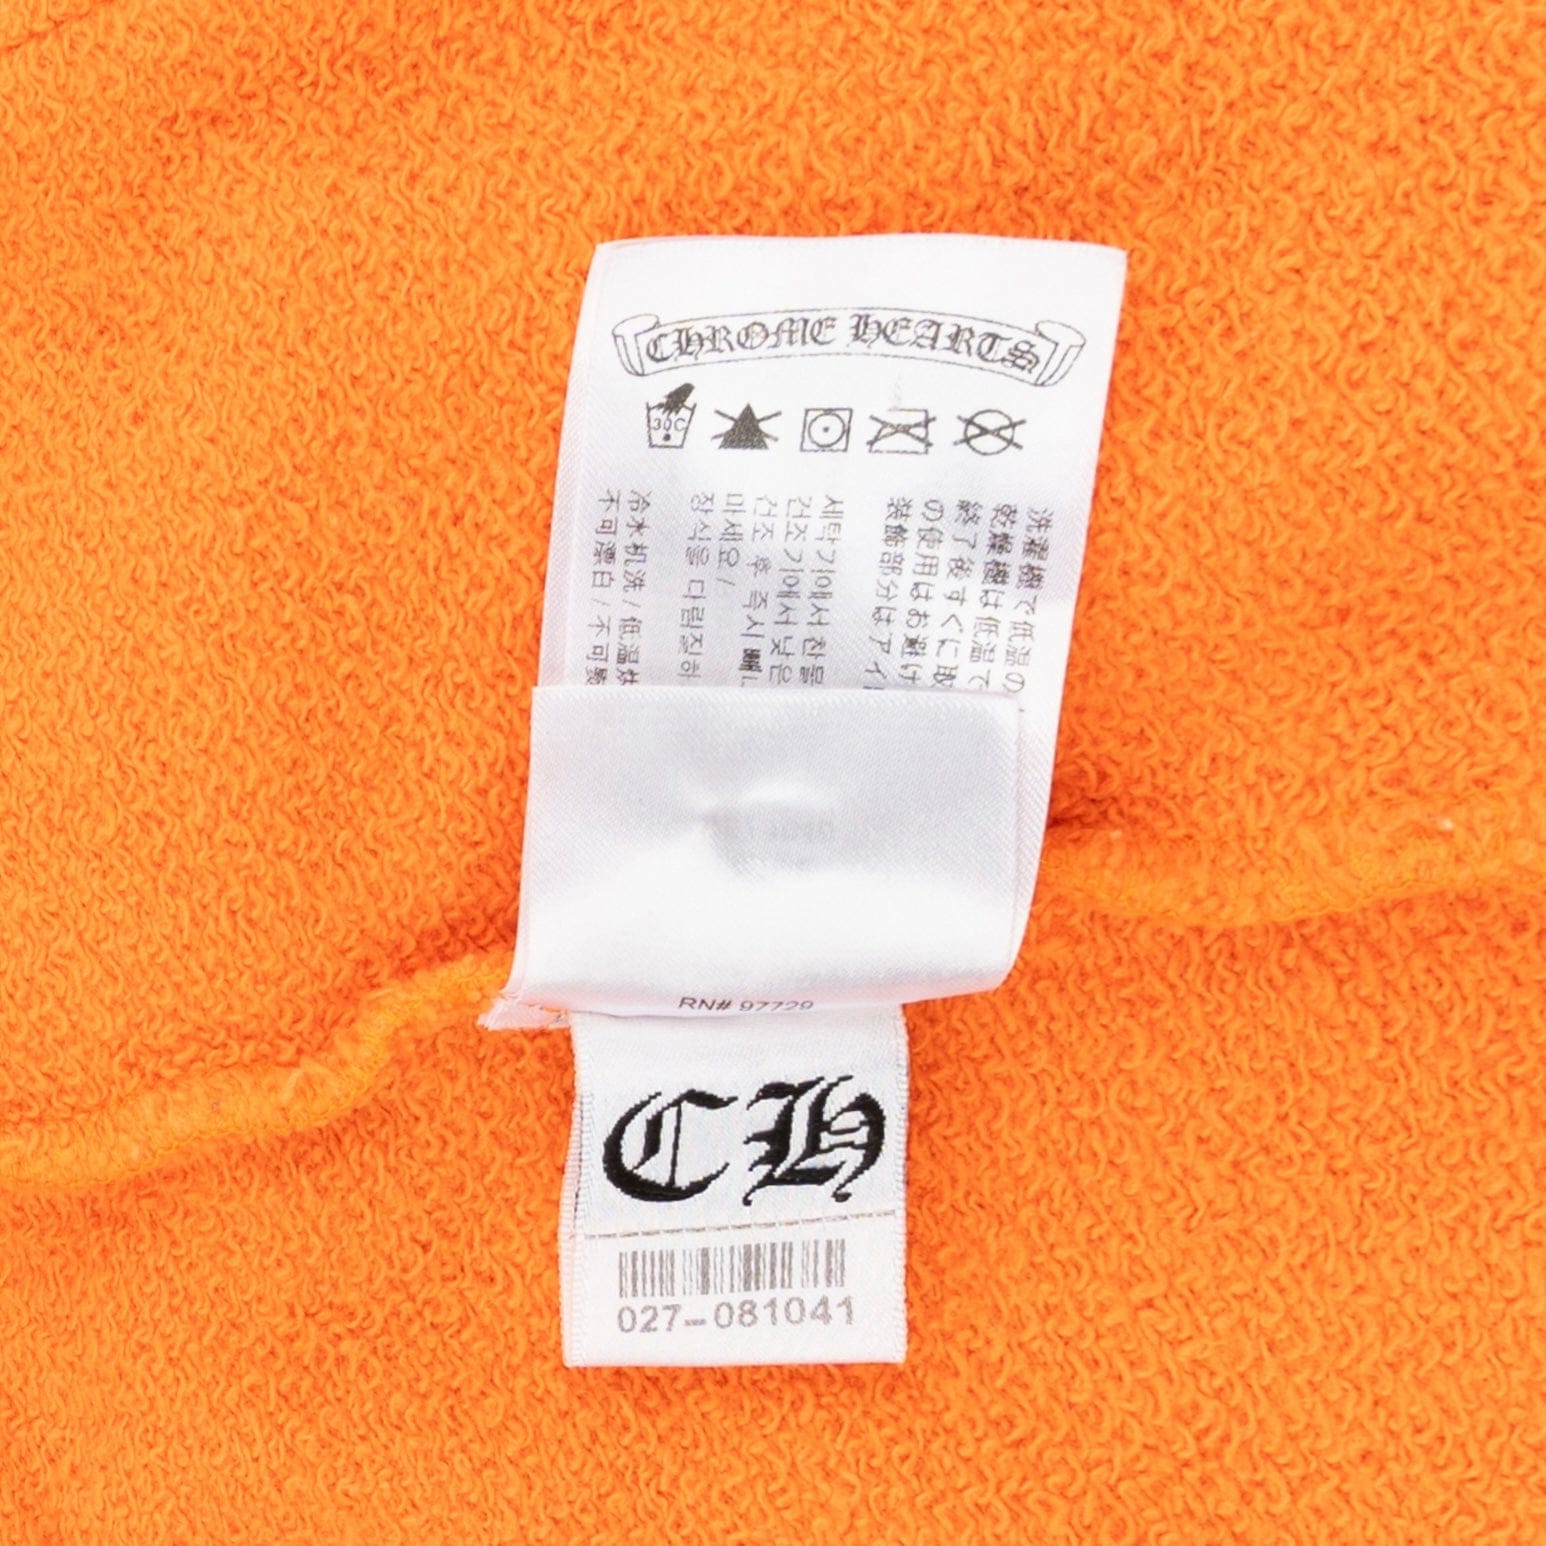 CHROME HEARTS
30C
洗濯機で低温の
乾燥機は低温で
終了後すぐに取
の使用はお避け
装飾部分はアイ
세탁기에서 찬물
건조기에서 낮은
건조 후 즉시 빼
마세요 /
장식을 다림질하
冷水机洗 / 低温
不可漂白 / 不可
RN# 97729
CH
027-081041